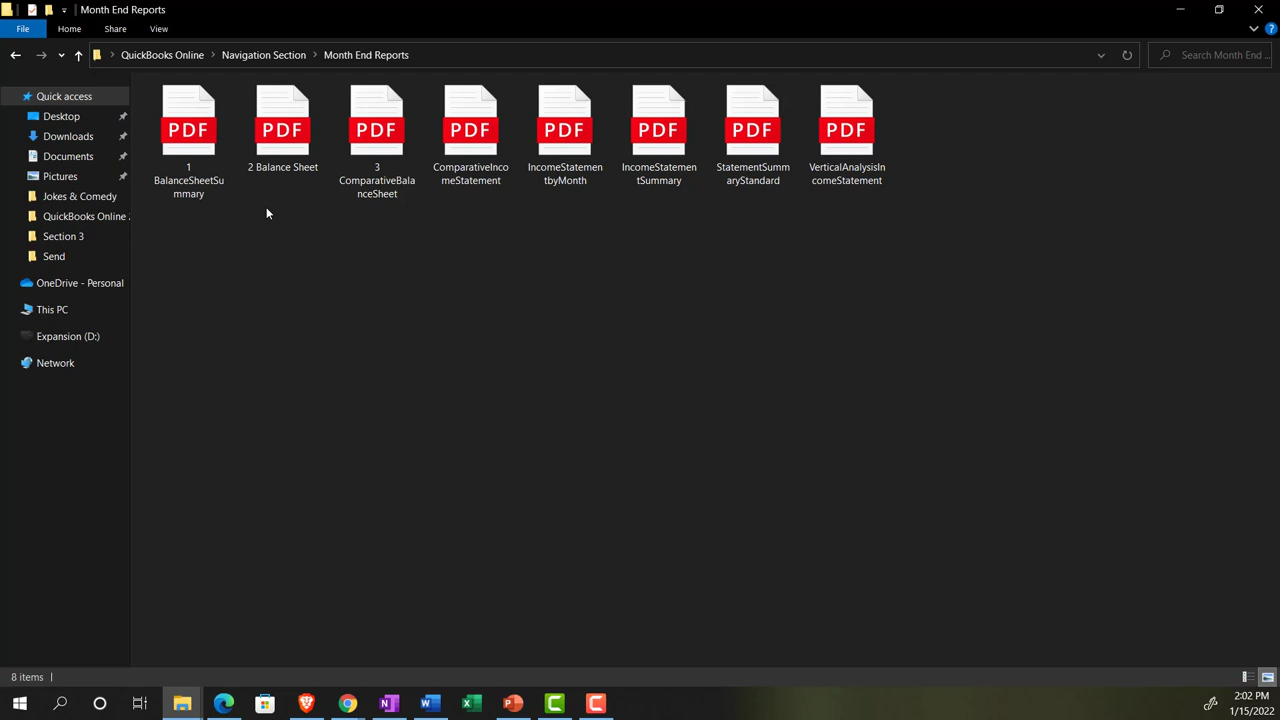 Month End Reports
File
Home
Share
View
QuickBooks Online
Navigation Section
Month End Reports
Search Month End ...
Quick access
Desktop
Downloads
Documents
Pictures
Jokes & Comedy
QuickBooks Online 2
Section 3
Send
OneDrive - Personal
This PC
Expansion (D:)
Network
PDF
1
BalanceSheetSu
mmary
PDF
2 Balance Sheet
PDF
3
ComparativeBala
nceSheet
PDF
ComparativeInco
meStatement
PDF
IncomeStatemen
tbyMonth
PDF
IncomeStatemen
tSummary
PDF
StatementSumm
aryStandard
PDF
VerticalAnalysisIn
comeStatement
8 items
2:02 PM
1/15/2022